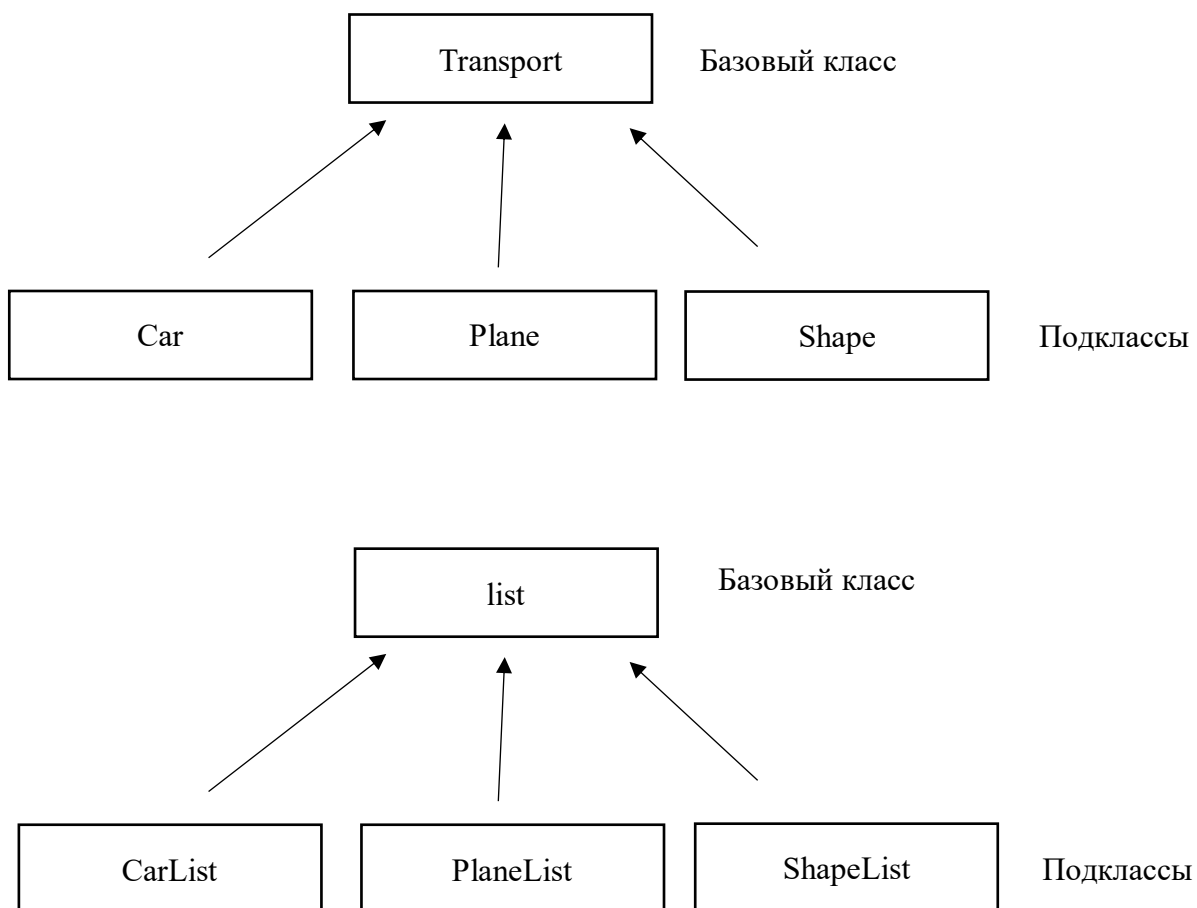 Transport
Базовый класс
Car
Plane
Shape
Подклассы
list
Базовый класс
CarList
PlaneList
ShapeList
Подклассы